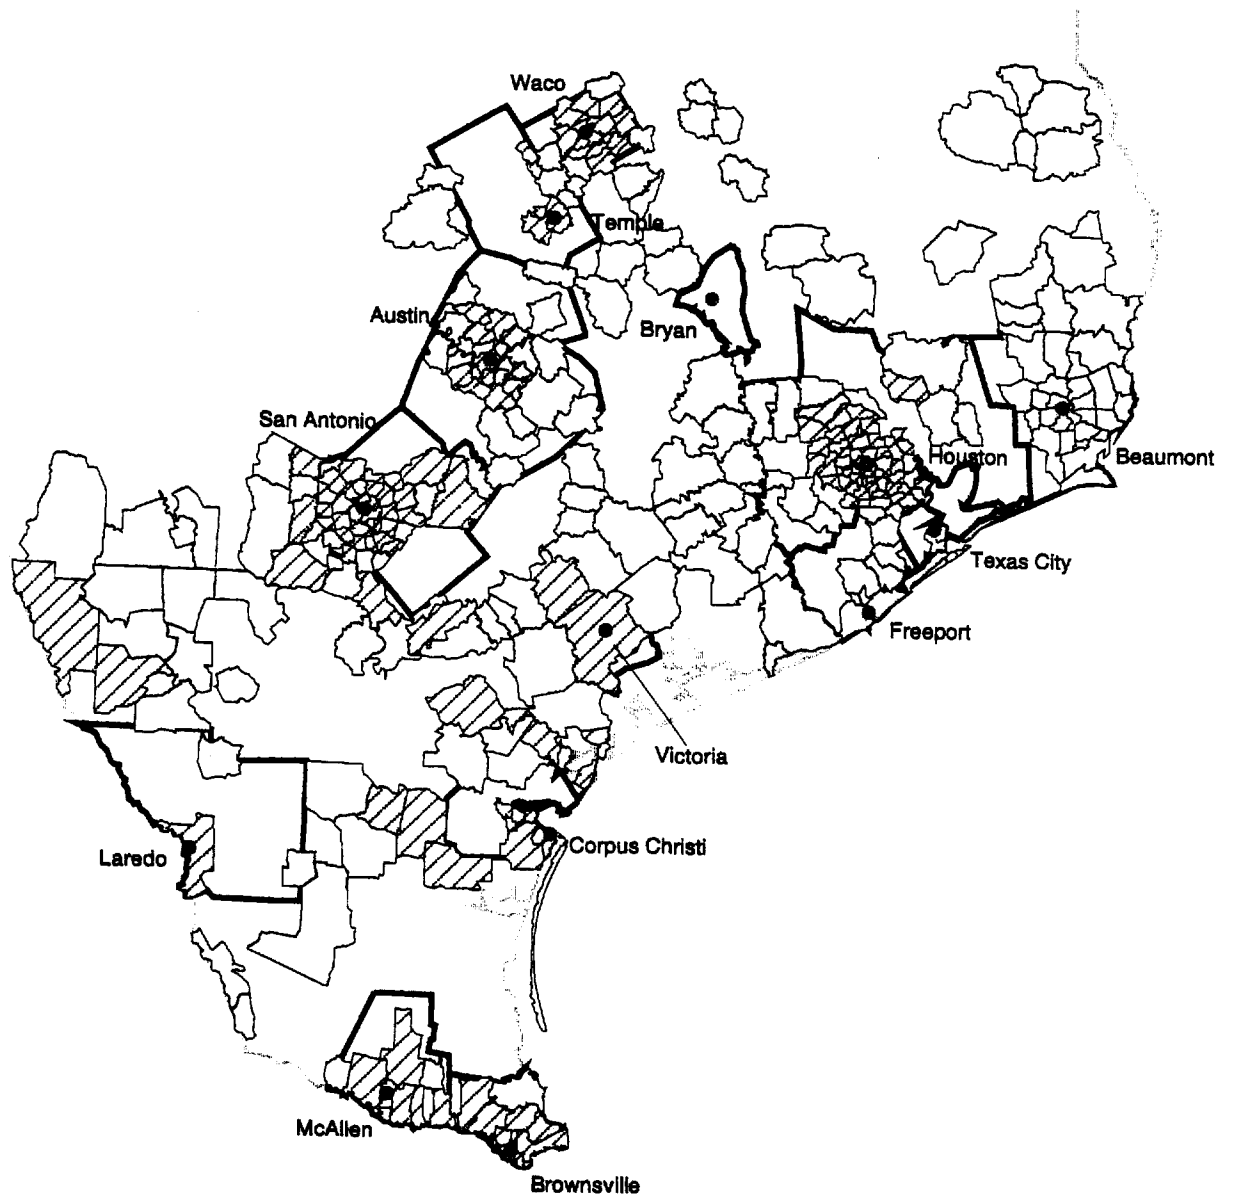 Waco
Temple
Austin
Bryan
San Antonio
Houston
Beaumont
Texas City
Freeport
Victoria
Corpus Christi
Laredo
McAllen
Brownsville